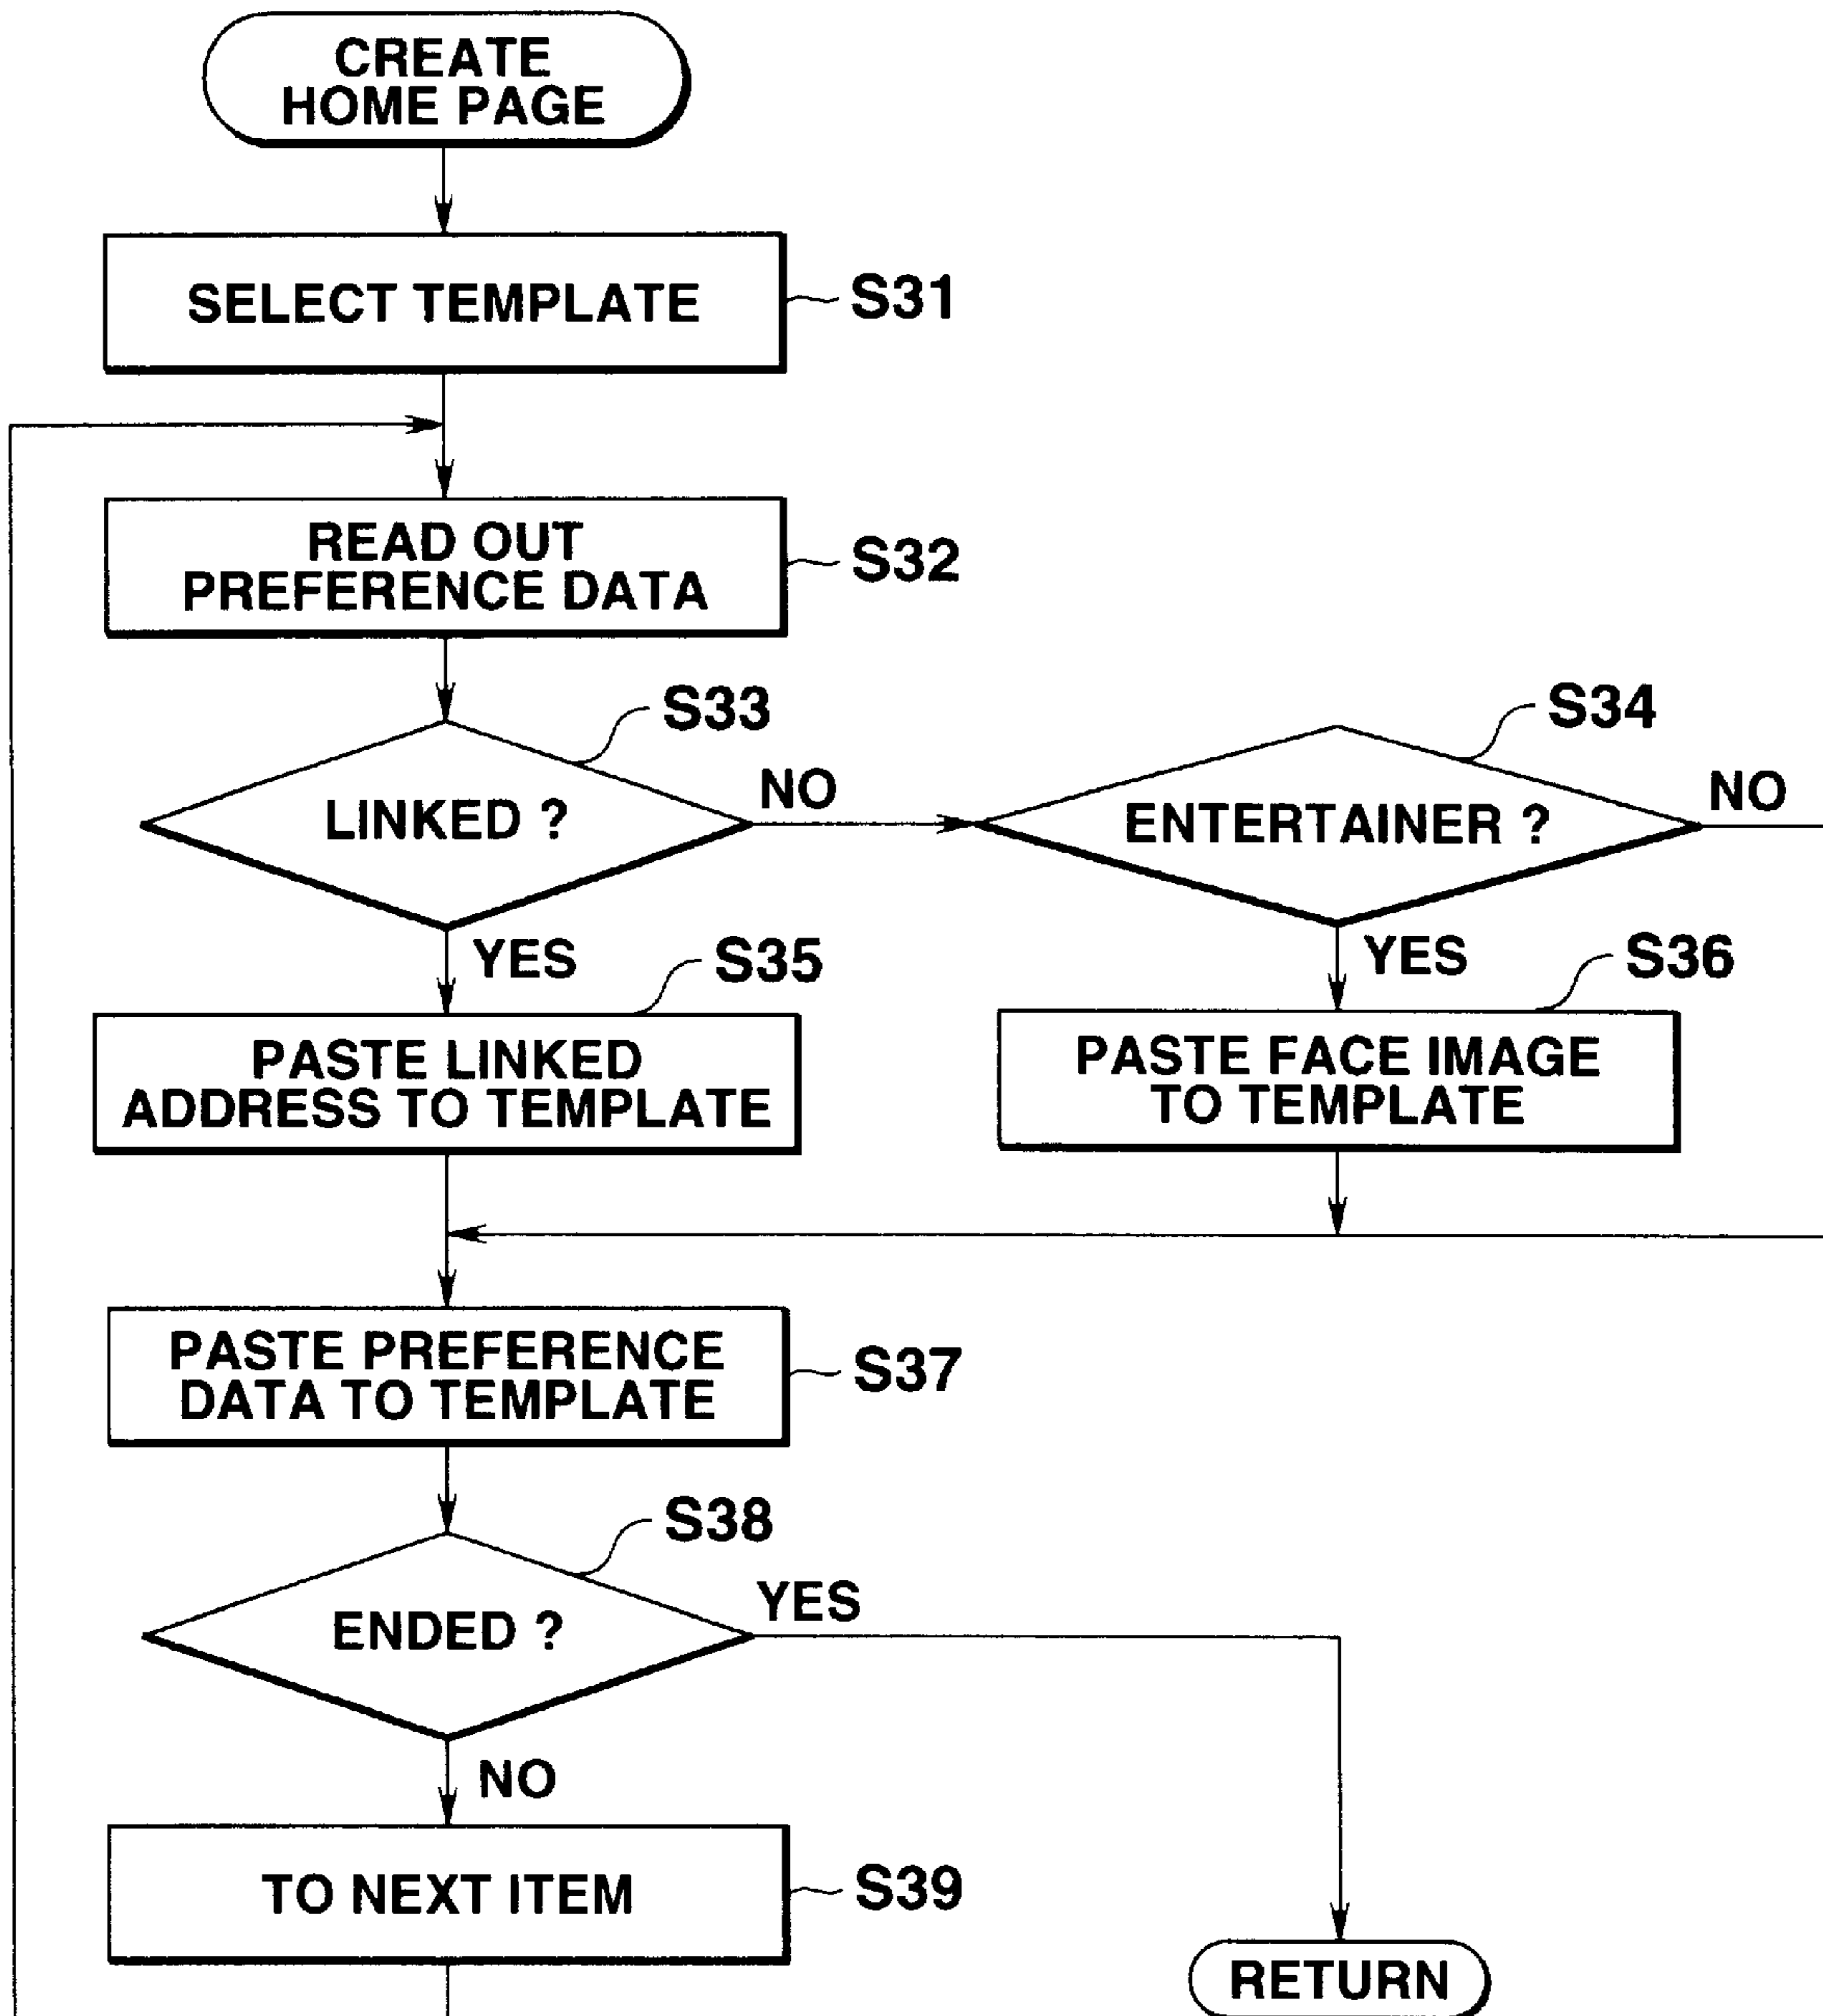 CREATE
HOME PAGE
SELECT TEMPLATE
S31
READ OUT
PREFERENCE DATA
S32
S33
LINKED ?
NO
S34
ENTERTAINER ?
NO
YES
S35
YES
S36
PASTE LINKED
ADDRESS TO TEMPLATE
PASTE FACE IMAGE
TO TEMPLATE
PASTE PREFERENCE
DATA TO TEMPLATE
S37
S38
ENDED ?
YES
NO
TO NEXT ITEM
S39
RETURN